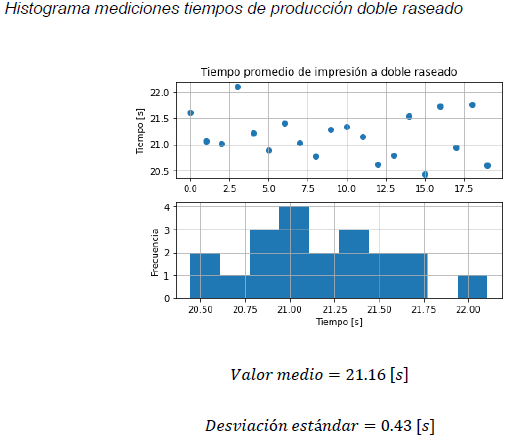 Histograma mediciones tiempos de producción doble raseado
Tiempo promedio de impresión a doble raseado
Tiempo [s]
22.0
21.5
21.0
20.5
0.0 2.5 5.0 7.5 10.0 12.5 15.0 17.5
Frecuencia
4
3
2
1
0
20.50 20.75 21.00 21.25 21.50 21.75 22.00
Tiempo [s]
Valor medio = 21.16 [s]
Desviación estándar = 0.43 [s]